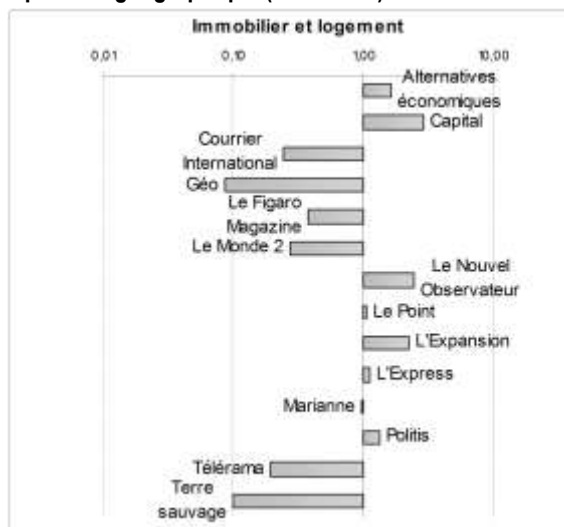 Immobilier et logement
0,01 0,10 1,00 10,00
Alternatives
économiques
Capital
Courrier
International
Géo
Le Figaro
Magazine
Le Monde 2
Le Nouvel
Observateur
Le Point
L'Expansion
L'Express
Marianne
Politis
Télérama
Terre
sauvage